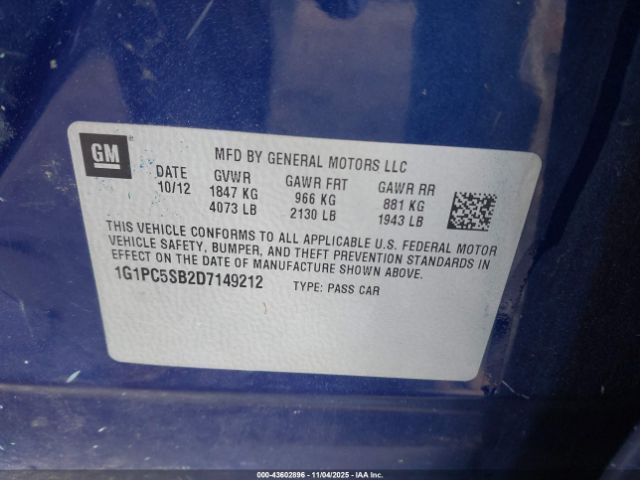 GM
MFD BY GENERAL MOTORS LLC
DATE GVWR GAWR FRT GAWR RR
10/12 1847 KG 966 KG 881 KG
4073 LB 2130 LB 1943 LB
THIS VEHICLE CONFORMS TO ALL APPLICABLE U.S. FEDERAL MOTOR
VEHICLE SAFETY, BUMPER, AND THEFT PREVENTION STANDARDS IN
EFFECT ON THE DATE OF MANUFACTURE SHOWN ABOVE.
1G1PC5SB2D7149212 TYPE: PASS CAR
000-43602896 - 11/04/2025 - IAAI.COM